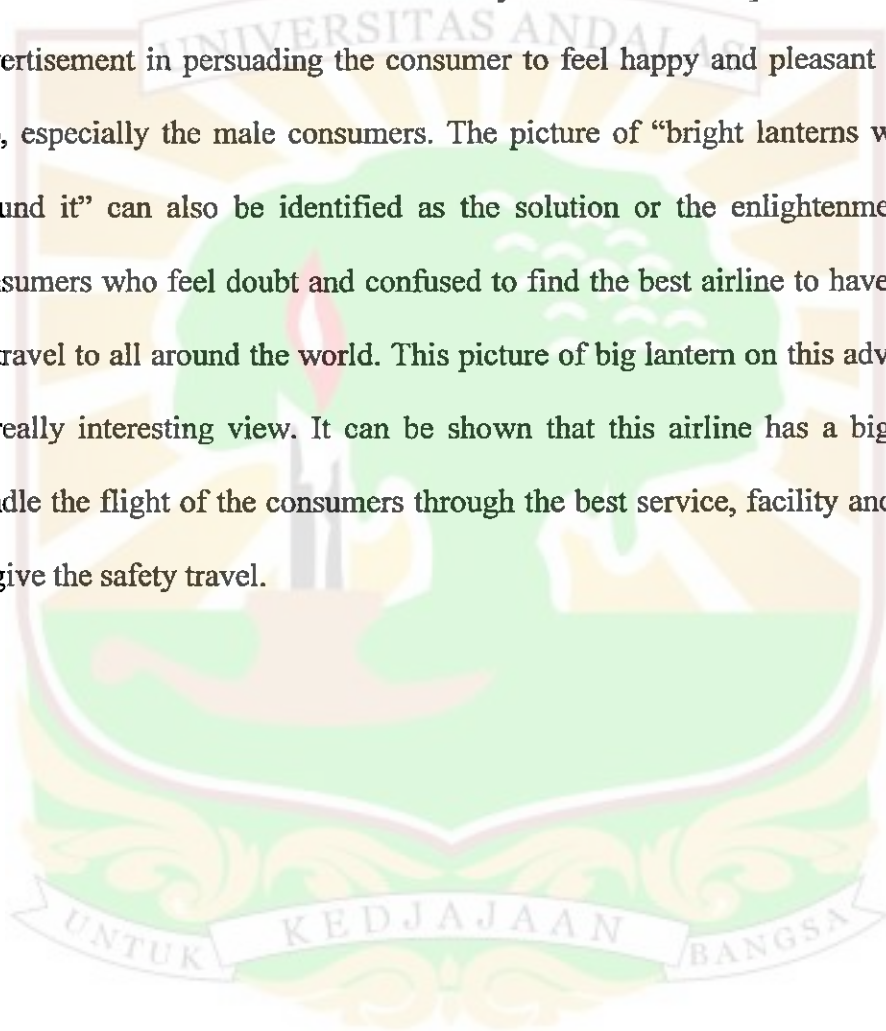 UNIVERSITAS ANDALAS
ertisement in persuading the consumer to feel happy and pleasant
, especially the male consumers. The picture of “bright lanterns w
und it” can also be identified as the solution or the enlightenme
sumers who feel doubt and confused to find the best airline to have
travel to all around the world. This picture of big lantern on this adv
really interesting view. It can be shown that this airline has a big
dle the flight of the consumers through the best service, facility and
give the safety travel.
UNTUK KEDJAJAAN BANGSA